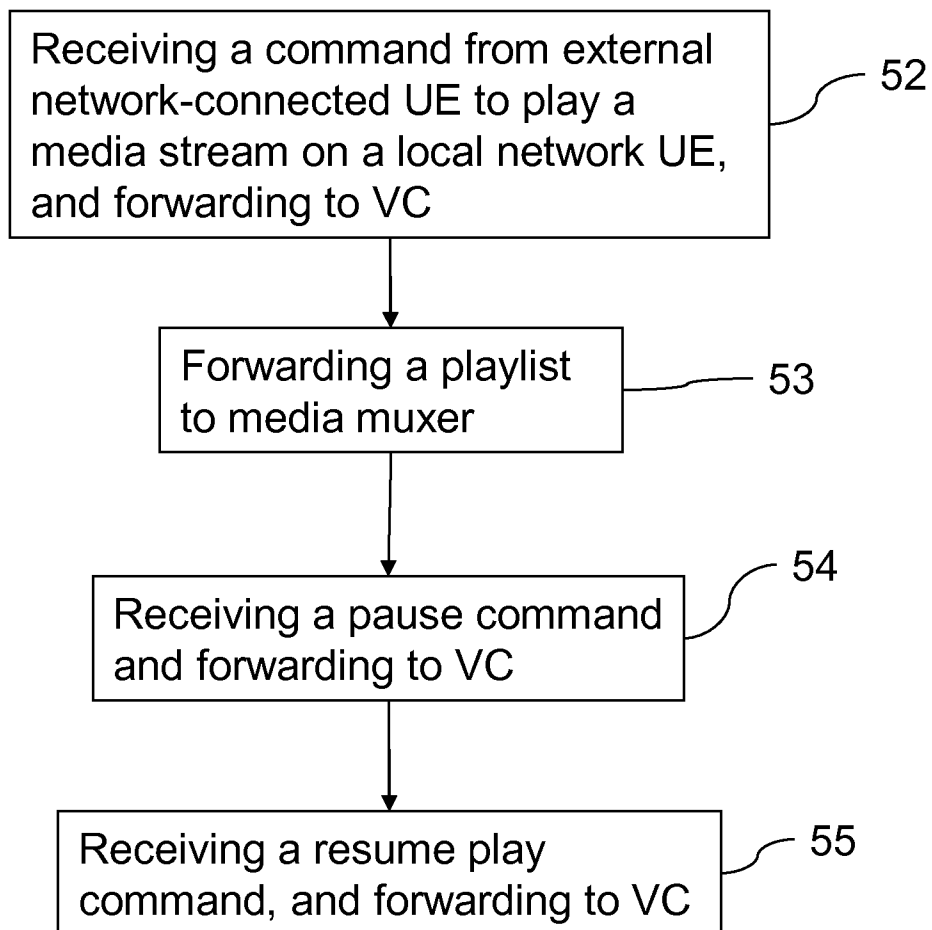 Receiving a command from external
network-connected UE to play a
media stream on a local network UE,
and forwarding to VC
52
Forwarding a playlist
to media muxer
53
Receiving a pause command
and forwarding to VC
54
Receiving a resume play
command, and forwarding to VC
55